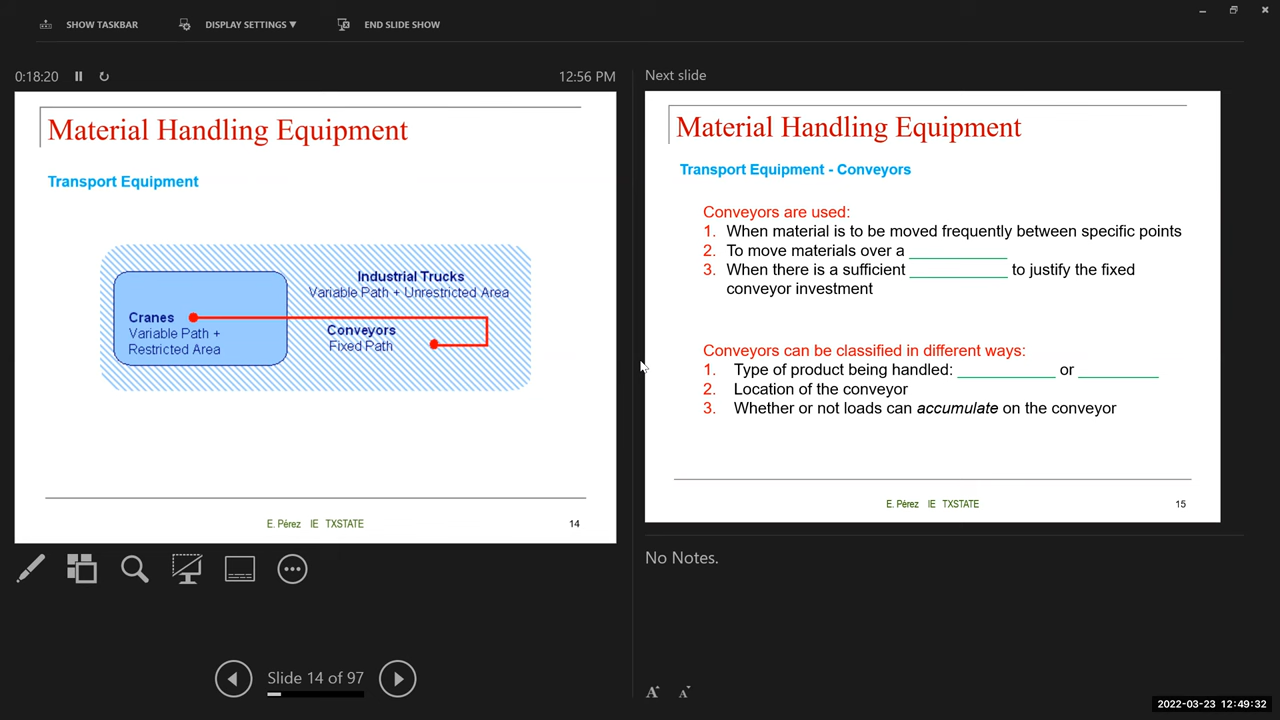 SHOW TASKBAR
DISPLAY SETTINGS ▼
END SLIDE SHOW
0:18:20
12:56 PM
Material Handling Equipment
Transport Equipment
Industrial Trucks
Variable Path + Unrestricted Area
Cranes
Variable Path +
Restricted Area
Conveyors
Fixed Path
E. Pérez IE TXSTATE
14
Slide 14 of 97
Next slide
Material Handling Equipment
Transport Equipment - Conveyors
Conveyors are used:
1. When material is to be moved frequently between specific points
2. To move materials over a ____________
3. When there is a sufficient ____________ to justify the fixed
conveyor investment
Conveyors can be classified in different ways:
1. Type of product being handled: ____________ or __________
2. Location of the conveyor
3. Whether or not loads can accumulate on the conveyor
E. Pérez IE TXSTATE
15
No Notes.
A A
2022-03-23 12:49:32